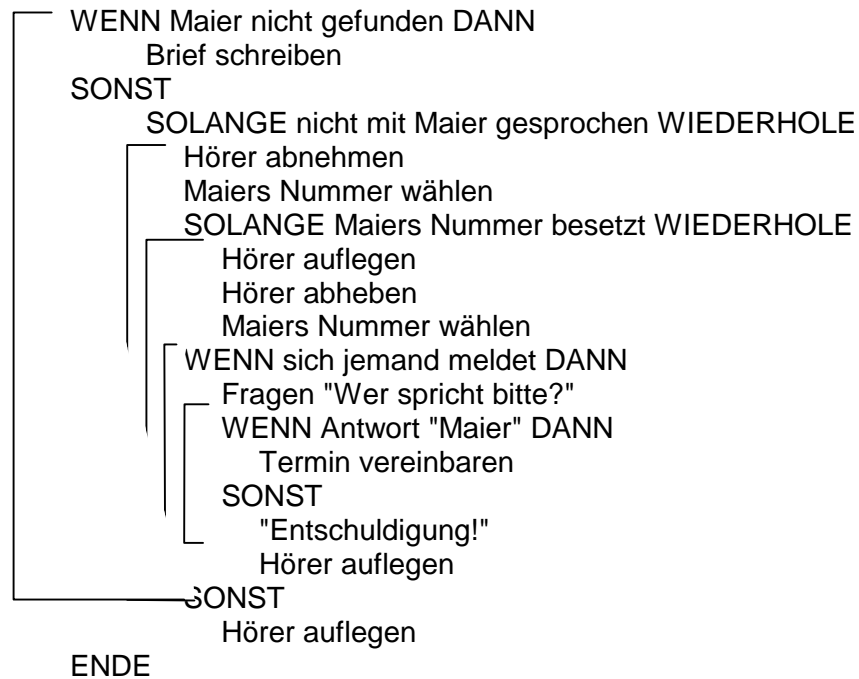 WENN Maier nicht gefunden DANN
Brief schreiben
SONST
SOLANGE nicht mit Maier gesprochen WIEDERHOLE
Hörer abnehmen
Maiers Nummer wählen
SOLANGE Maiers Nummer besetzt WIEDERHOLE
Hörer auflegen
Hörer abheben
Maiers Nummer wählen
WENN sich jemand meldet DANN
Fragen "Wer spricht bitte?"
WENN Antwort "Maier" DANN
Termin vereinbaren
SONST
"Entschuldigung!"
Hörer auflegen
SONST
Hörer auflegen
ENDE